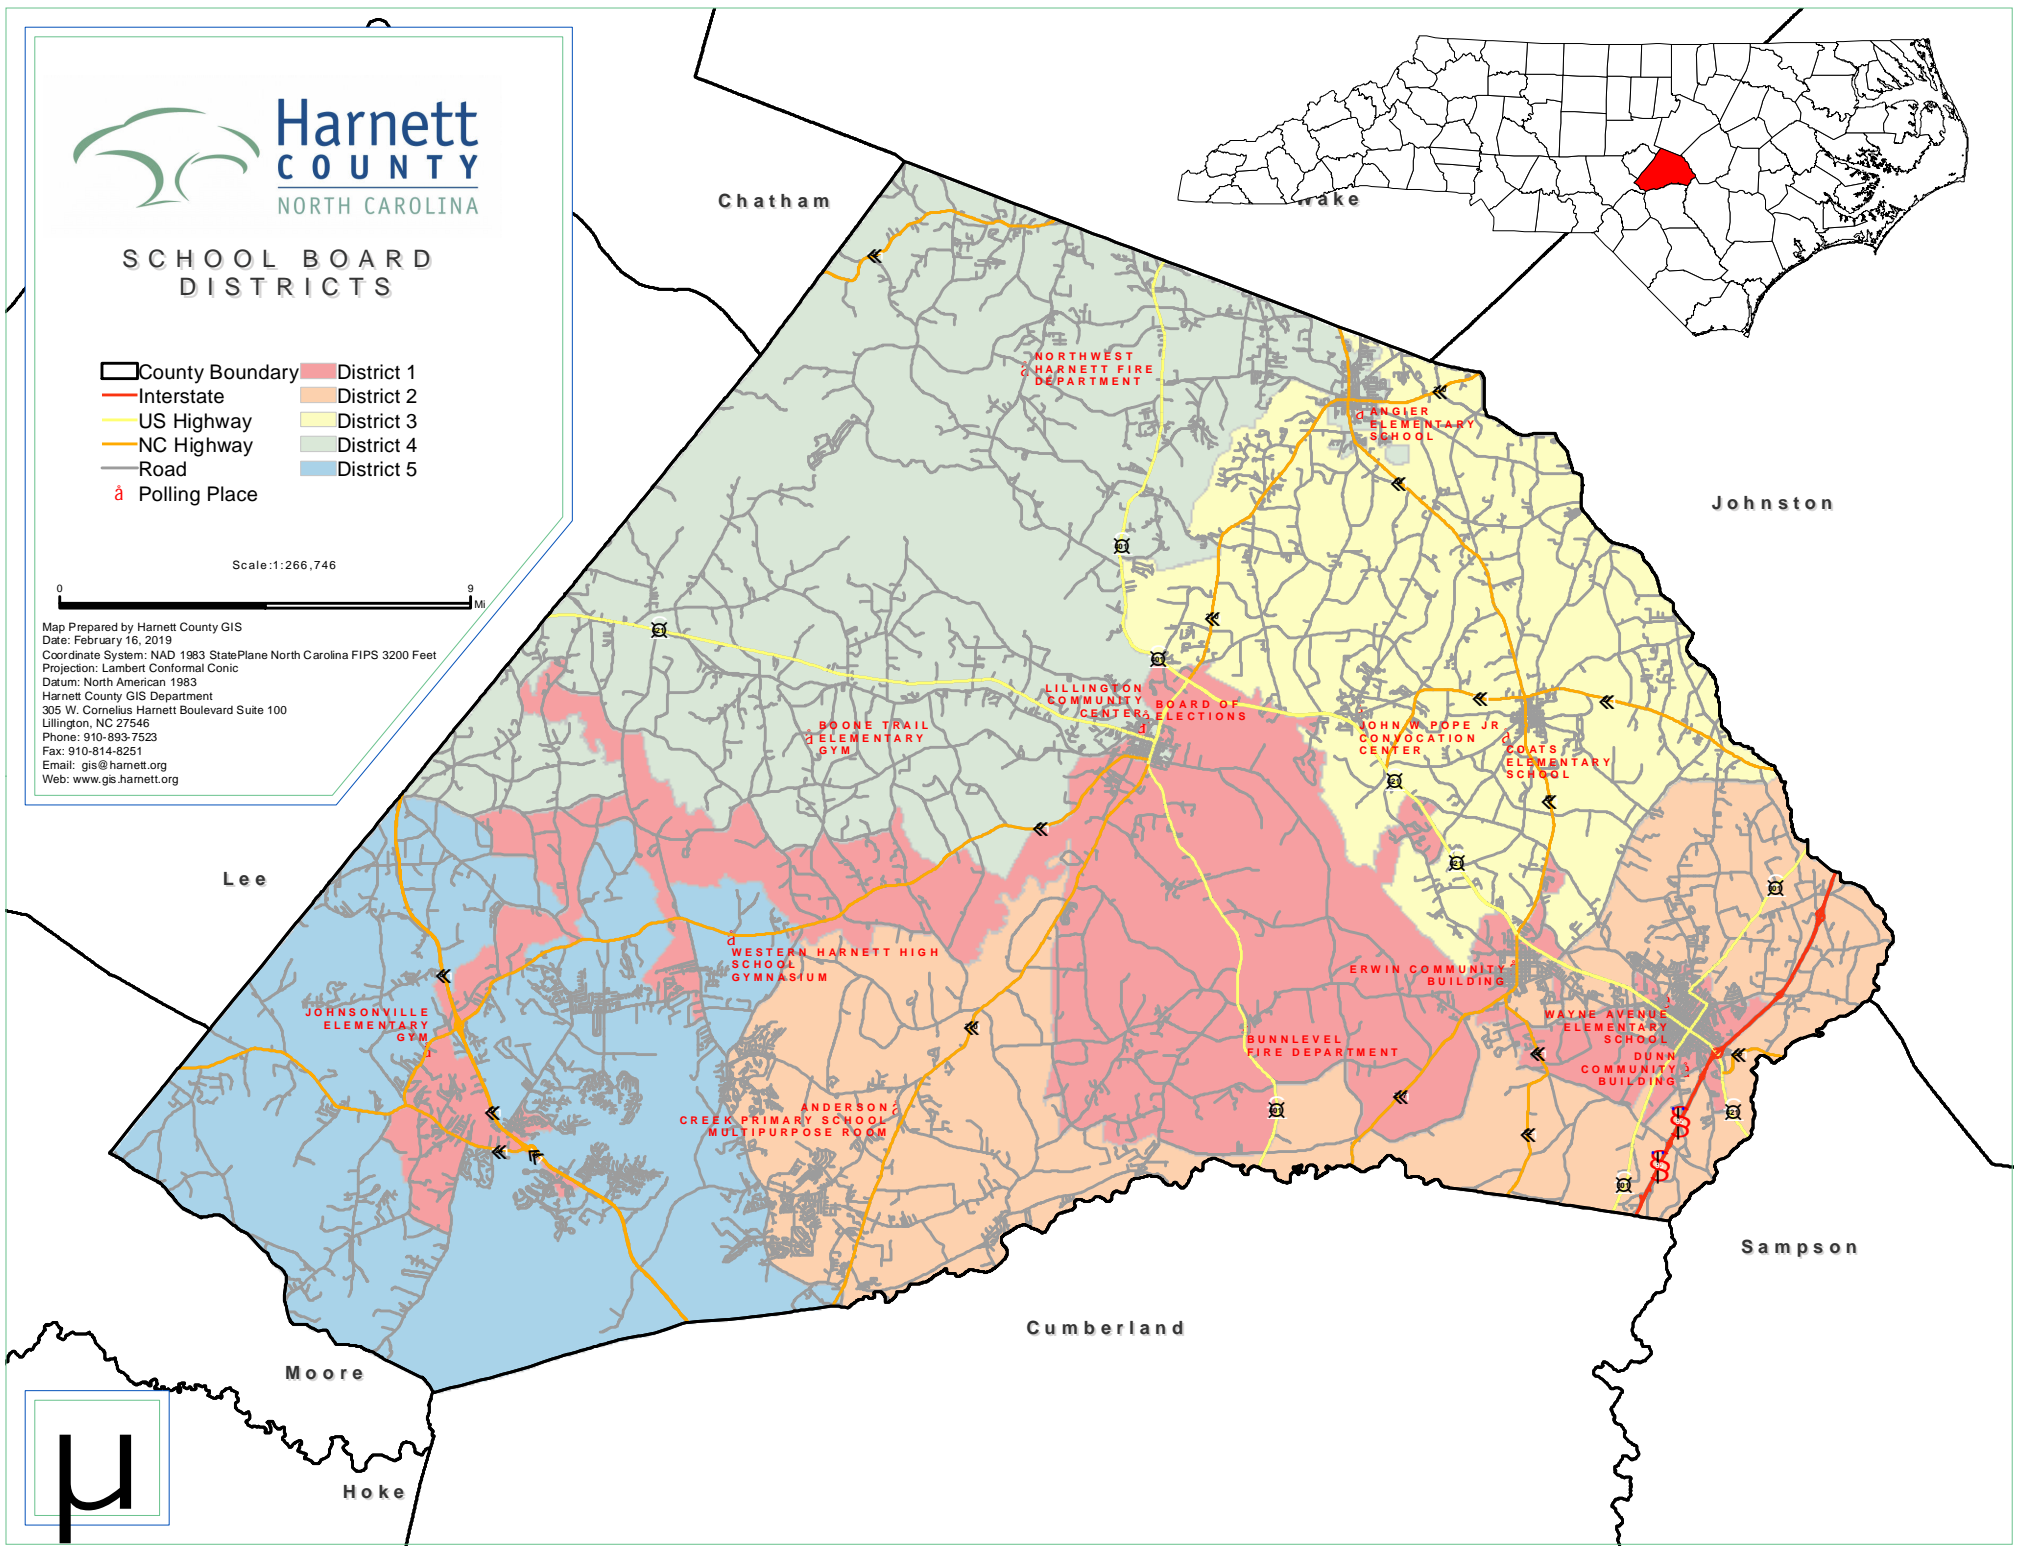 Harnett
COUNTY
NORTH CAROLINA
SCHOOL BOARD
DISTRICTS
County Boundary
Interstate
US Highway
NC Highway
Road
å Polling Place
District 1
District 2
District 3
District 4
District 5
Scale:1:266,746
0 9
Mi
Map Prepared by Harnett County GIS
Date: February 16, 2019
Coordinate System: NAD 1983 StatePlane North Carolina FIPS 3200 Feet
Projection: Lambert Conformal Conic
Datum: North American 1983
Harnett County GIS Department
305 W. Cornelius Harnett Boulevard Suite 100
Lillington, NC 27546
Phone: 910-893-7523
Fax: 910-814-8251
Email: gis@harnett.org
Web: www.gis.harnett.org
Chatham
Johnston
Lee
Moore
Hoke
Cumberland
Sampson
NORTHWEST
HARNETT FIRE
DEPARTMENT
ANGIER
ELEMENTARY
SCHOOL
LILLINGTON
COMMUNITY
CENTER
BOARD OF
ELECTIONS
BOONE TRAIL
ELEMENTARY
GYM
JOHN W POPE JR
CONVOCATION
CENTER
COATS
ELEMENTARY
SCHOOL
WESTERN HARNETT HIGH
SCHOOL
GYMNASIUM
ERWIN COMMUNITY
BUILDING
JOHNSONVILLE
ELEMENTARY
GYM
WAYNE AVENUE
ELEMENTARY
SCHOOL
BUNNLEVEL
FIRE DEPARTMENT
DUNN
COMMUNITY
BUILDING
ANDERSON
CREEK PRIMARY SCHOOL
MULTIPURPOSE ROOM
µ